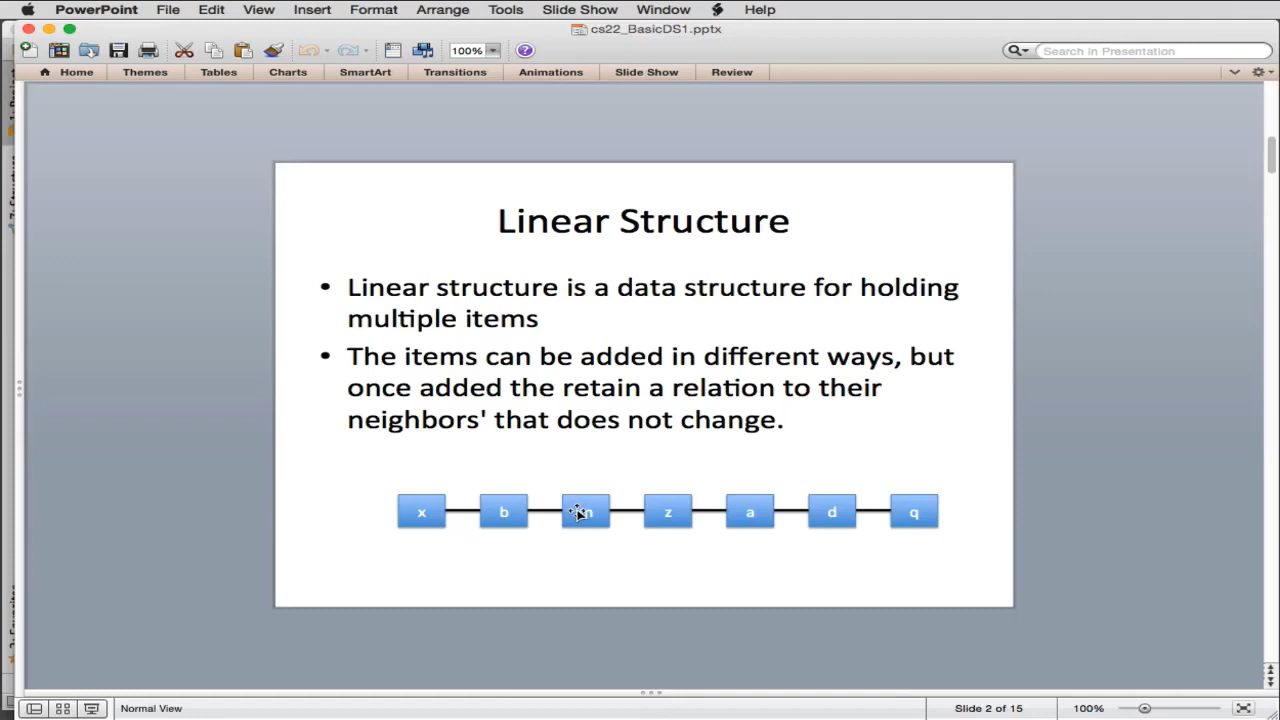 PowerPoint File Edit View Insert Format Arrange Tools Slide Show Window Help
cs22_BasicDS1.pptx
100% Search in Presentation
Home Themes Tables Charts SmartArt Transitions Animations Slide Show Review
Linear Structure
• Linear structure is a data structure for holding
multiple items
• The items can be added in different ways, but
once added the retain a relation to their
neighbors' that does not change.
x b z a d q
Normal View Slide 2 of 15 100%